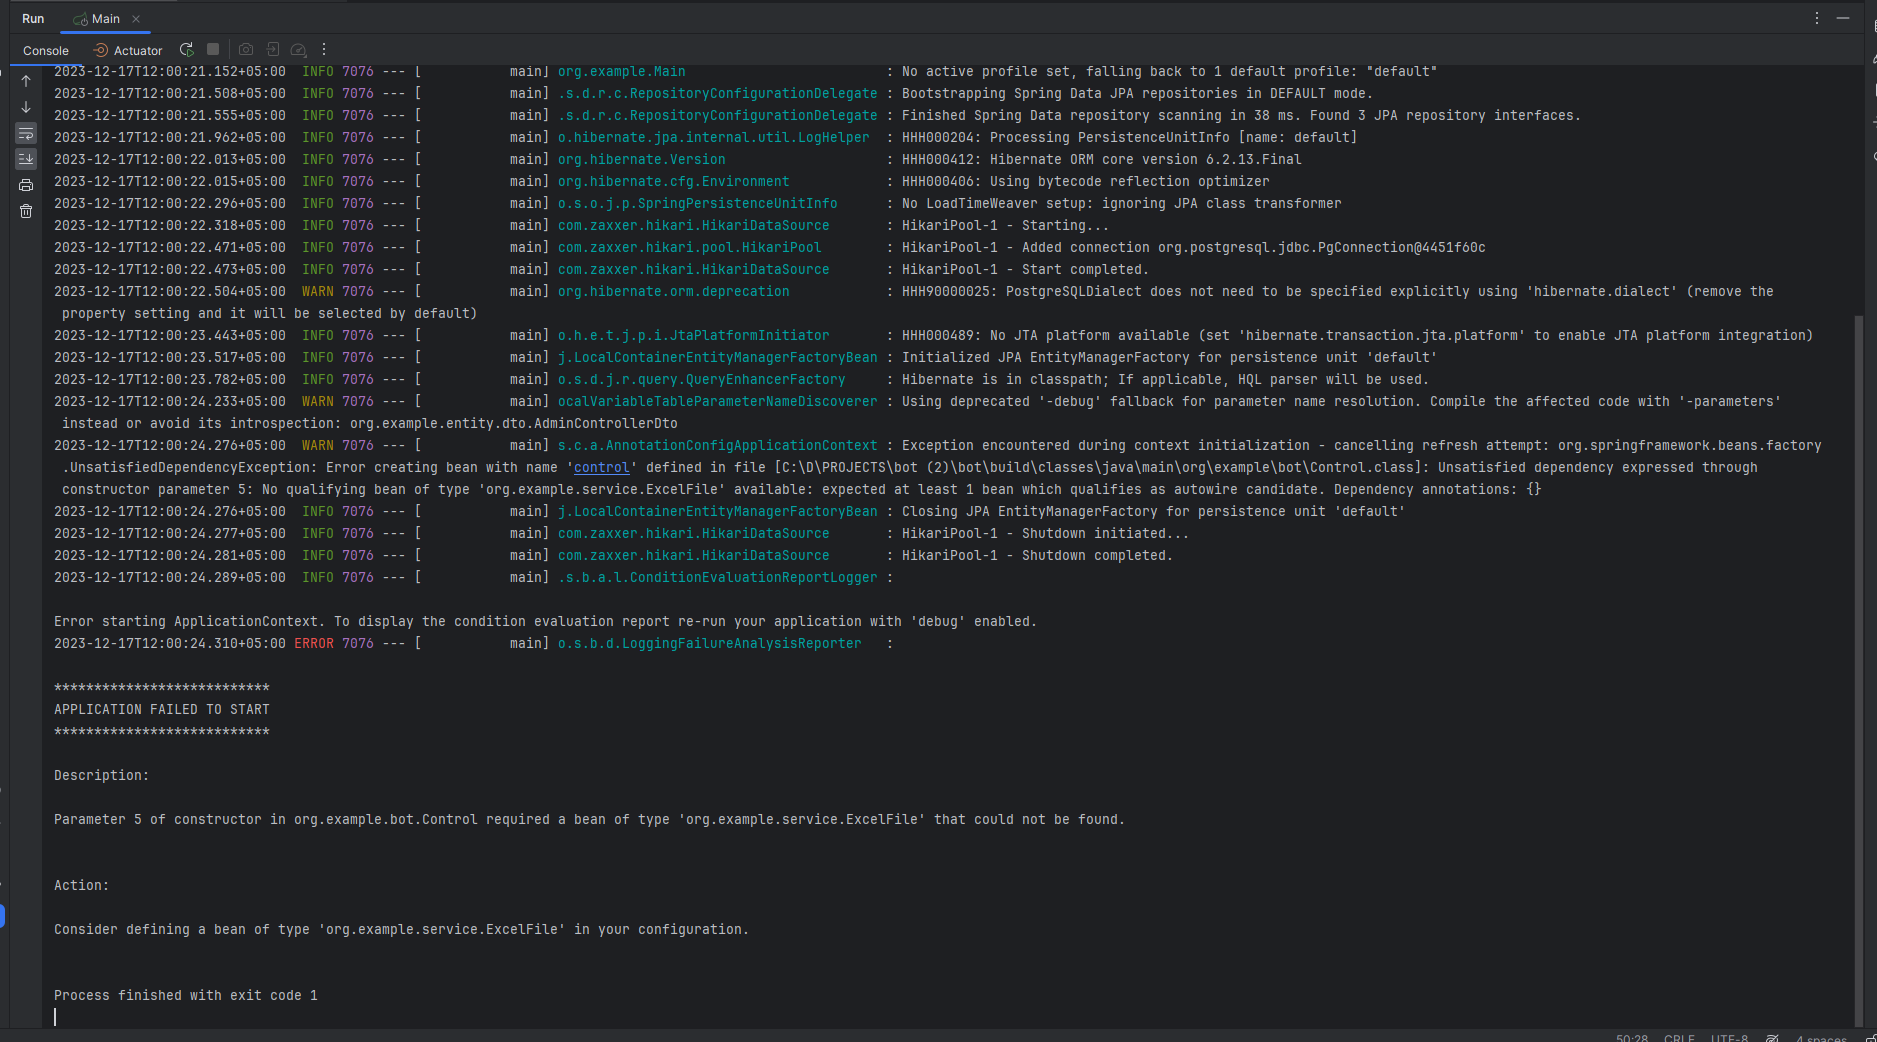 Run Main
Console Actuator
2023-12-17T12:00:21.152+05:00 INFO 7076 --- [ main] org.example.Main : No active profile set, falling back to 1 default profile: "default"
2023-12-17T12:00:21.508+05:00 INFO 7076 --- [ main] .s.d.r.c.RepositoryConfigurationDelegate : Bootstrapping Spring Data JPA repositories in DEFAULT mode.
2023-12-17T12:00:21.555+05:00 INFO 7076 --- [ main] .s.d.r.c.RepositoryConfigurationDelegate : Finished Spring Data repository scanning in 38 ms. Found 3 JPA repository interfaces.
2023-12-17T12:00:21.962+05:00 INFO 7076 --- [ main] o.hibernate.jpa.internal.util.LogHelper : HHH000204: Processing PersistenceUnitInfo [name: default]
2023-12-17T12:00:22.013+05:00 INFO 7076 --- [ main] org.hibernate.Version : HHH000412: Hibernate ORM core version 6.2.13.Final
2023-12-17T12:00:22.015+05:00 INFO 7076 --- [ main] org.hibernate.cfg.Environment : HHH000406: Using bytecode reflection optimizer
2023-12-17T12:00:22.296+05:00 INFO 7076 --- [ main] o.s.o.j.p.SpringPersistenceUnitInfo : No LoadTimeWeaver setup: ignoring JPA class transformer
2023-12-17T12:00:22.318+05:00 INFO 7076 --- [ main] com.zaxxer.hikari.HikariDataSource : HikariPool-1 - Starting...
2023-12-17T12:00:22.471+05:00 INFO 7076 --- [ main] com.zaxxer.hikari.pool.HikariPool : HikariPool-1 - Added connection org.postgresql.jdbc.PgConnection@4451f60c
2023-12-17T12:00:22.473+05:00 INFO 7076 --- [ main] com.zaxxer.hikari.HikariDataSource : HikariPool-1 - Start completed.
2023-12-17T12:00:22.504+05:00 WARN 7076 --- [ main] org.hibernate.orm.deprecation : HHH90000025: PostgreSQLDialect does not need to be specified explicitly using 'hibernate.dialect' (remove the
property setting and it will be selected by default)
2023-12-17T12:00:23.443+05:00 INFO 7076 --- [ main] o.h.e.t.j.p.i.JtaPlatformInitiator : HHH000489: No JTA platform available (set 'hibernate.transaction.jta.platform' to enable JTA platform integration)
2023-12-17T12:00:23.517+05:00 INFO 7076 --- [ main] j.LocalContainerEntityManagerFactoryBean : Initialized JPA EntityManagerFactory for persistence unit 'default'
2023-12-17T12:00:23.782+05:00 INFO 7076 --- [ main] o.s.d.j.r.query.QueryEnhancerFactory : Hibernate is in classpath; If applicable, HQL parser will be used.
2023-12-17T12:00:24.233+05:00 WARN 7076 --- [ main] ocalVariableTableParameterNameDiscoverer : Using deprecated '-debug' fallback for parameter name resolution. Compile the affected code with '-parameters'
instead or avoid its introspection: org.example.entity.dto.AdminControllerDto
2023-12-17T12:00:24.276+05:00 WARN 7076 --- [ main] s.c.a.AnnotationConfigApplicationContext : Exception encountered during context initialization - cancelling refresh attempt: org.springframework.beans.factory
.UnsatisfiedDependencyException: Error creating bean with name 'control' defined in file [C:\D\PROJECTS\bot (2)\bot\build\classes\java\main\org\example\bot\Control.class]: Unsatisfied dependency expressed through
constructor parameter 5: No qualifying bean of type 'org.example.service.ExcelFile' available: expected at least 1 bean which qualifies as autowire candidate. Dependency annotations: {}
2023-12-17T12:00:24.276+05:00 INFO 7076 --- [ main] j.LocalContainerEntityManagerFactoryBean : Closing JPA EntityManagerFactory for persistence unit 'default'
2023-12-17T12:00:24.277+05:00 INFO 7076 --- [ main] com.zaxxer.hikari.HikariDataSource : HikariPool-1 - Shutdown initiated...
2023-12-17T12:00:24.281+05:00 INFO 7076 --- [ main] com.zaxxer.hikari.HikariDataSource : HikariPool-1 - Shutdown completed.
2023-12-17T12:00:24.289+05:00 INFO 7076 --- [ main] .s.b.a.l.ConditionEvaluationReportLogger :
Error starting ApplicationContext. To display the condition evaluation report re-run your application with 'debug' enabled.
2023-12-17T12:00:24.310+05:00 ERROR 7076 --- [ main] o.s.b.d.LoggingFailureAnalysisReporter :
***************************
APPLICATION FAILED TO START
***************************
Description:
Parameter 5 of constructor in org.example.bot.Control required a bean of type 'org.example.service.ExcelFile' that could not be found.
Action:
Consider defining a bean of type 'org.example.service.ExcelFile' in your configuration.
Process finished with exit code 1
50:28 CRLF UTF-8 4 spaces